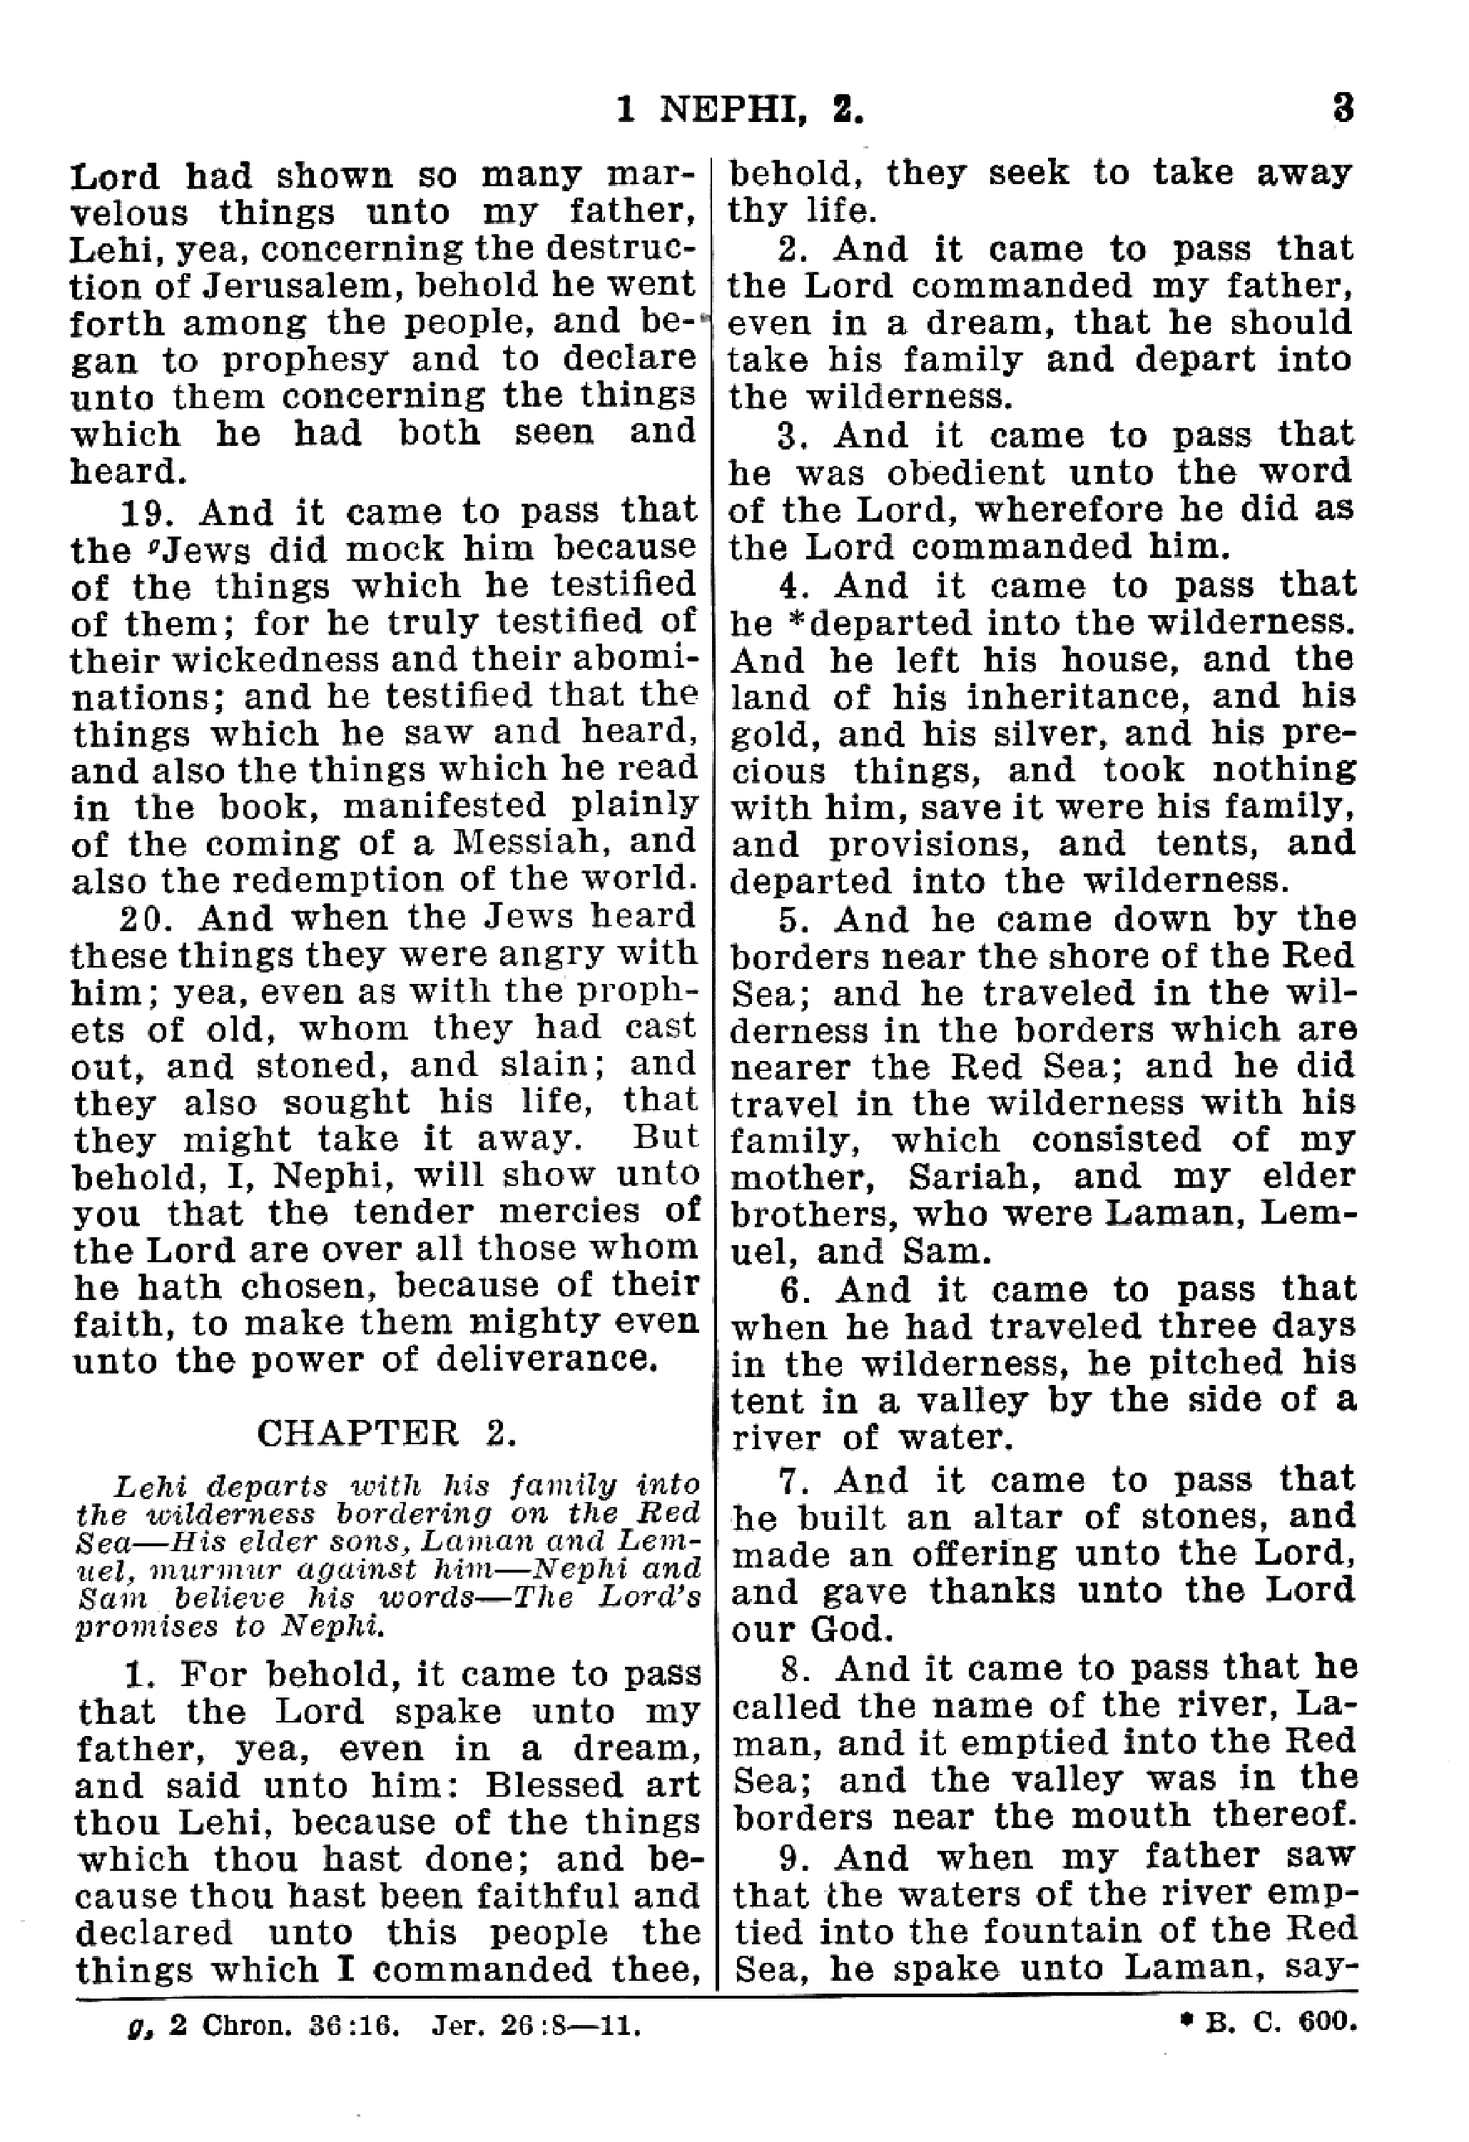 1 NEPHI, 2. 3
Lord had shown so many mar-
velous things unto my father,
Lehi, yea, concerning the destruc-
tion of Jerusalem, behold he went
forth among the people, and be-
gan to prophesy and to declare
unto them concerning the things
which he had both seen and
heard.
19. And it came to pass that
the gJews did mock him because
of the things which he testified
of them; for he truly testified of
their wickedness and their abomi-
nations; and he testified that the
things which he saw and heard,
and also the things which he read
in the book, manifested plainly
of the coming of a Messiah, and
also the redemption of the world.
20. And when the Jews heard
these things they were angry with
him; yea, even as with the proph-
ets of old, whom they had cast
out, and stoned, and slain; and
they also sought his life, that
they might take it away. But
behold, I, Nephi, will show unto
you that the tender mercies of
the Lord are over all those whom
he hath chosen, because of their
faith, to make them mighty even
unto the power of deliverance.
CHAPTER 2.
Lehi departs with his family into
the wilderness bordering on the Red
Sea—His elder sons, Laman and Lem-
uel, murmur against him—Nephi and
Sam believe his words—The Lord's
promises to Nephi.
1. For behold, it came to pass
that the Lord spake unto my
father, yea, even in a dream,
and said unto him: Blessed art
thou Lehi, because of the things
which thou hast done; and be-
cause thou hast been faithful and
declared unto this people the
things which I commanded thee,
behold, they seek to take away
thy life.
2. And it came to pass that
the Lord commanded my father,
even in a dream, that he should
take his family and depart into
the wilderness.
3. And it came to pass that
he was obedient unto the word
of the Lord, wherefore he did as
the Lord commanded him.
4. And it came to pass that
he *departed into the wilderness.
And he left his house, and the
land of his inheritance, and his
gold, and his silver, and his pre-
cious things, and took nothing
with him, save it were his family,
and provisions, and tents, and
departed into the wilderness.
5. And he came down by the
borders near the shore of the Red
Sea; and he traveled in the wil-
derness in the borders which are
nearer the Red Sea; and he did
travel in the wilderness with his
family, which consisted of my
mother, Sariah, and my elder
brothers, who were Laman, Lem-
uel, and Sam.
6. And it came to pass that
when he had traveled three days
in the wilderness, he pitched his
tent in a valley by the side of a
river of water.
7. And it came to pass that
he built an altar of stones, and
made an offering unto the Lord,
and gave thanks unto the Lord
our God.
8. And it came to pass that he
called the name of the river, La-
man, and it emptied into the Red
Sea; and the valley was in the
borders near the mouth thereof.
9. And when my father saw
that the waters of the river emp-
tied into the fountain of the Red
Sea, he spake unto Laman, say-
g, 2 Chron. 36:16. Jer. 26:8—11.
* B. C. 600.